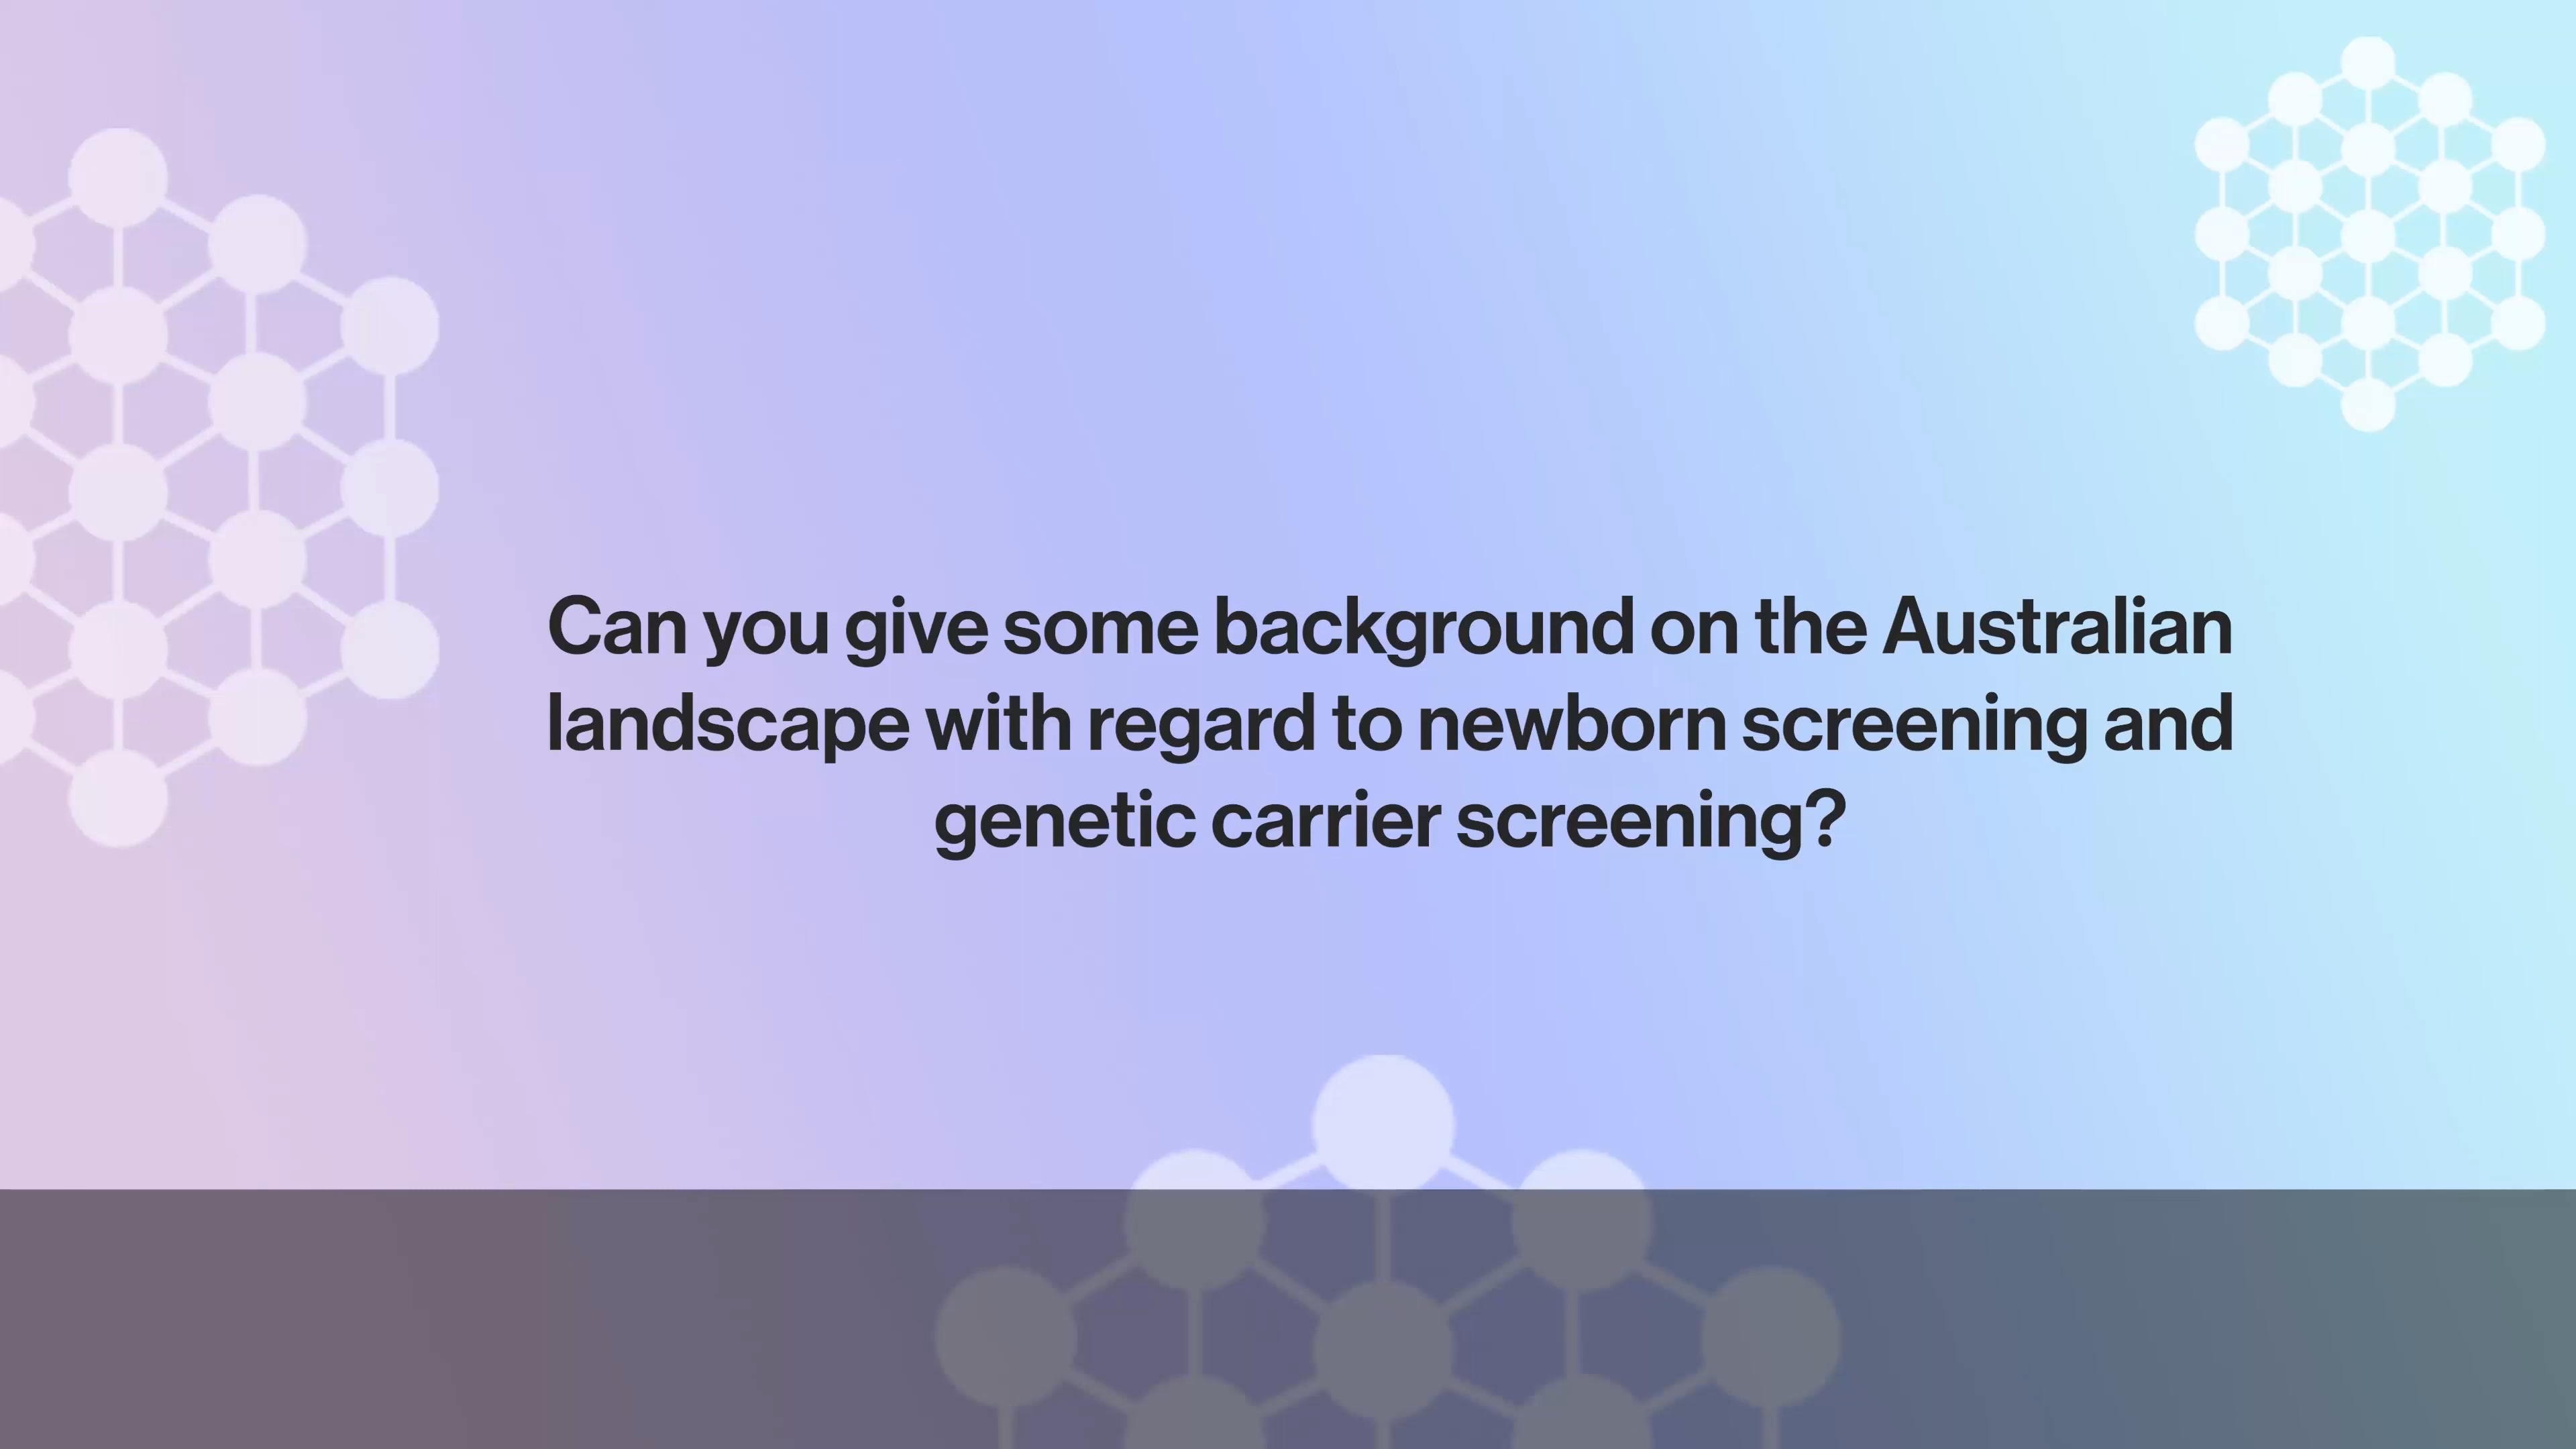 Can you give some background on the Australian
landscape with regard to newborn screening and
genetic carrier screening?